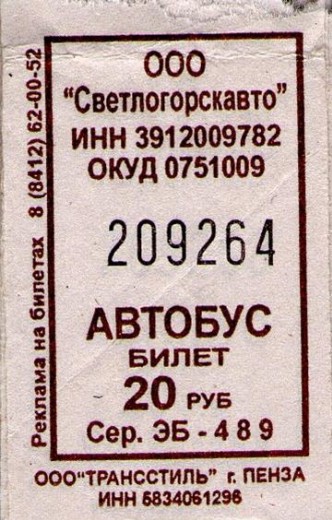 ООО
"Светлогорскавто"
ИНН 3912009782
ОКУД 0751009
209264
АВТОБУС
БИЛЕТ
20 РУБ
Сер. ЭБ - 489
Реклама на билетах 8 (8412) 62-00-52
ООО"ТРАНССТИЛЬ" г. ПЕНЗА
ИНН 5834061296